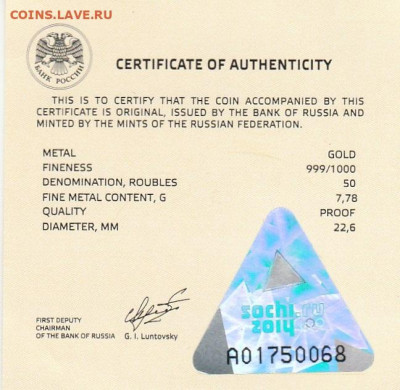 COINS.LAVE.RU
БАНК РОССИИ
CERTIFICATE OF AUTHENTICITY
THIS IS TO CERTIFY THAT THE COIN ACCOMPANIED BY THIS
CERTIFICATE IS ORIGINAL, ISSUED BY THE BANK OF RUSSIA AND
MINTED BY THE MINTS OF THE RUSSIAN FEDERATION.
METAL GOLD
FINENESS 999/1000
DENOMINATION, ROUBLES 50
FINE METAL CONTENT, G 7,78
QUALITY PROOF
DIAMETER, MM 22,6
sochi.ru
2014
A01750068
FIRST DEPUTY
CHAIRMAN
OF THE BANK OF RUSSIA G. I. Luntovsky